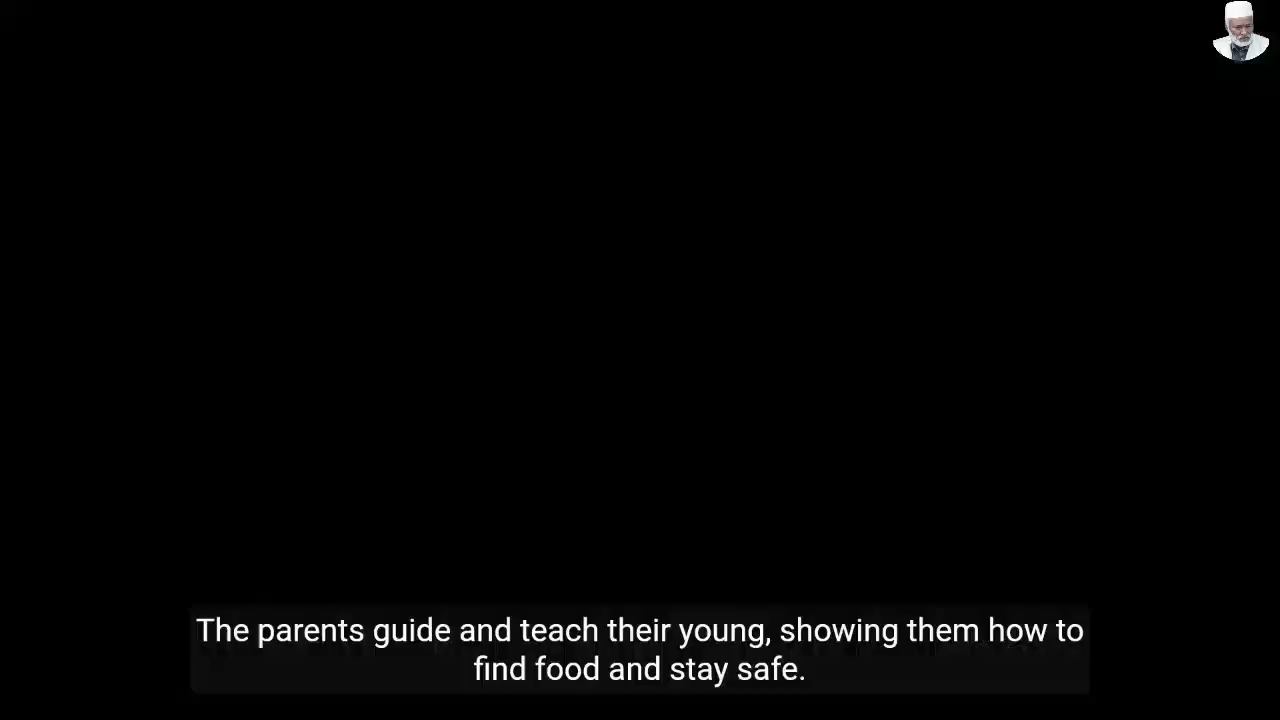 The parents guide and teach their young, showing them how to
find food and stay safe.